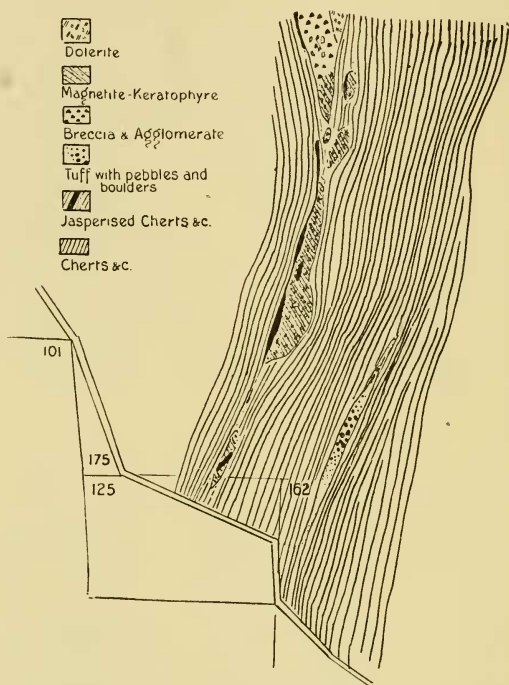 Dolerite
Magnetite-Keratophyre
Breccia & Agglomerate
Tuff with pebbles and
boulders
Jasperised Cherts &c.
Cherts &c.
101
175
125
162